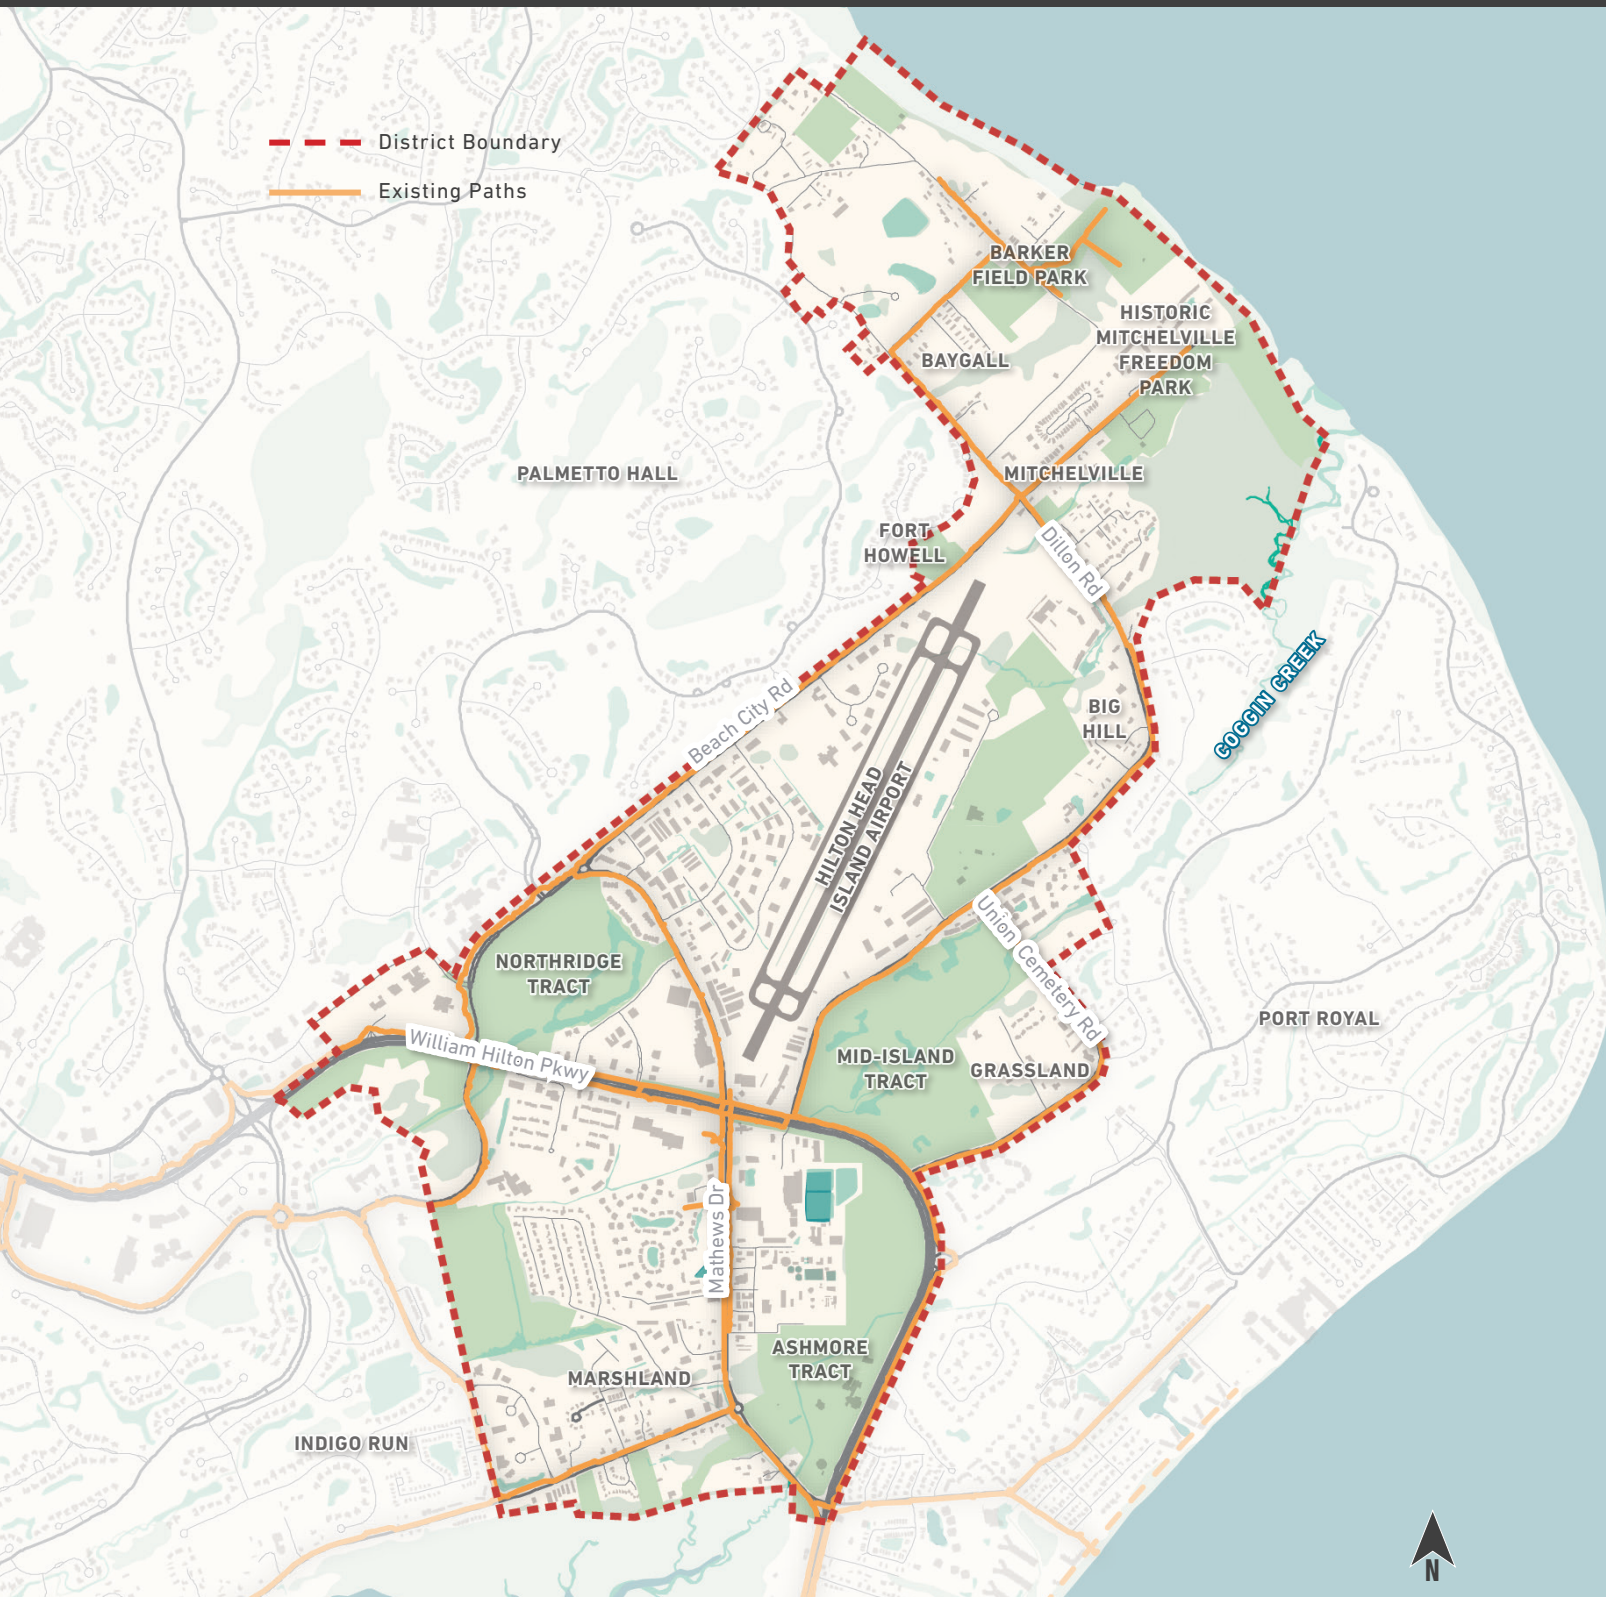 District Boundary
Existing Paths
BARKER
FIELD PARK
HISTORIC
MITCHELVILLE
FREEDOM
PARK
BAYGALL
PALMETTO HALL
MITCHELVILLE
FORT
HOWELL
Dillon Rd
COGGIN CREEK
Beach City Rd
BIG
HILL
HILTON HEAD
ISLAND AIRPORT
Union Cemetery Rd
NORTHRIDGE
TRACT
PORT ROYAL
William Hilton Pkwy
MID-ISLAND
TRACT
GRASSLAND
Mathews Dr
ASHMORE
TRACT
MARSHLAND
INDIGO RUN
N